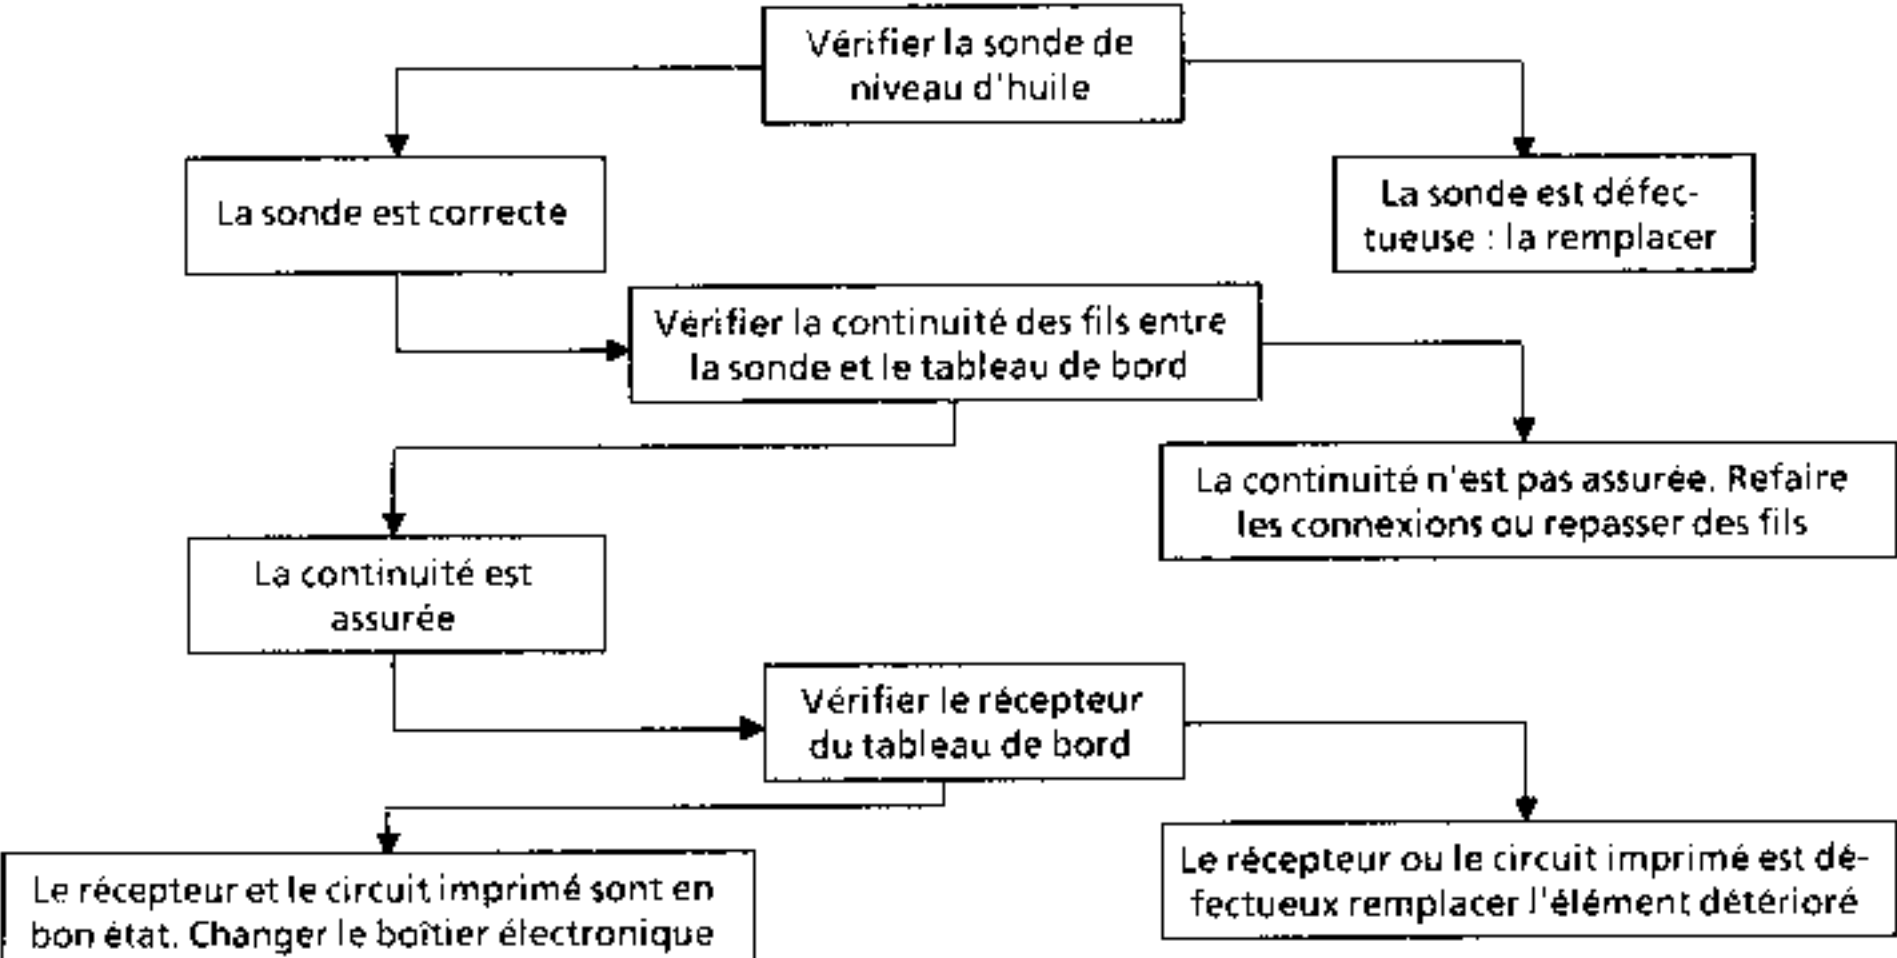 Vérifier la sonde de
niveau d'huile
La sonde est correcte
La sonde est défec-
tueuse : la remplacer
Vérifier la continuité des fils entre
la sonde et le tableau de bord
La continuité n'est pas assurée. Refaire
les connexions ou repasser des fils
La continuité est
assurée
Vérifier le récepteur
du tableau de bord
Le récepteur ou le circuit imprimé est dé-
fectueux remplacer l'élément détérioré
Le récepteur et le circuit imprimé sont en
bon état. Changer le boîtier électronique